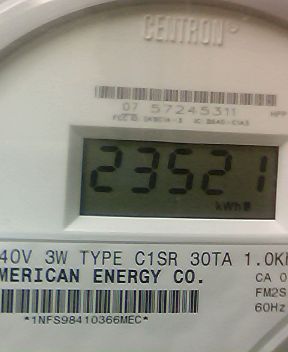 CENTRON
07 57245311
23521
kWh
40V 3W TYPE C1SR 30TA 1.0K
MERICAN ENERGY CO.
CA 0
FM2S
60Hz
*1NFS98410366MEC*